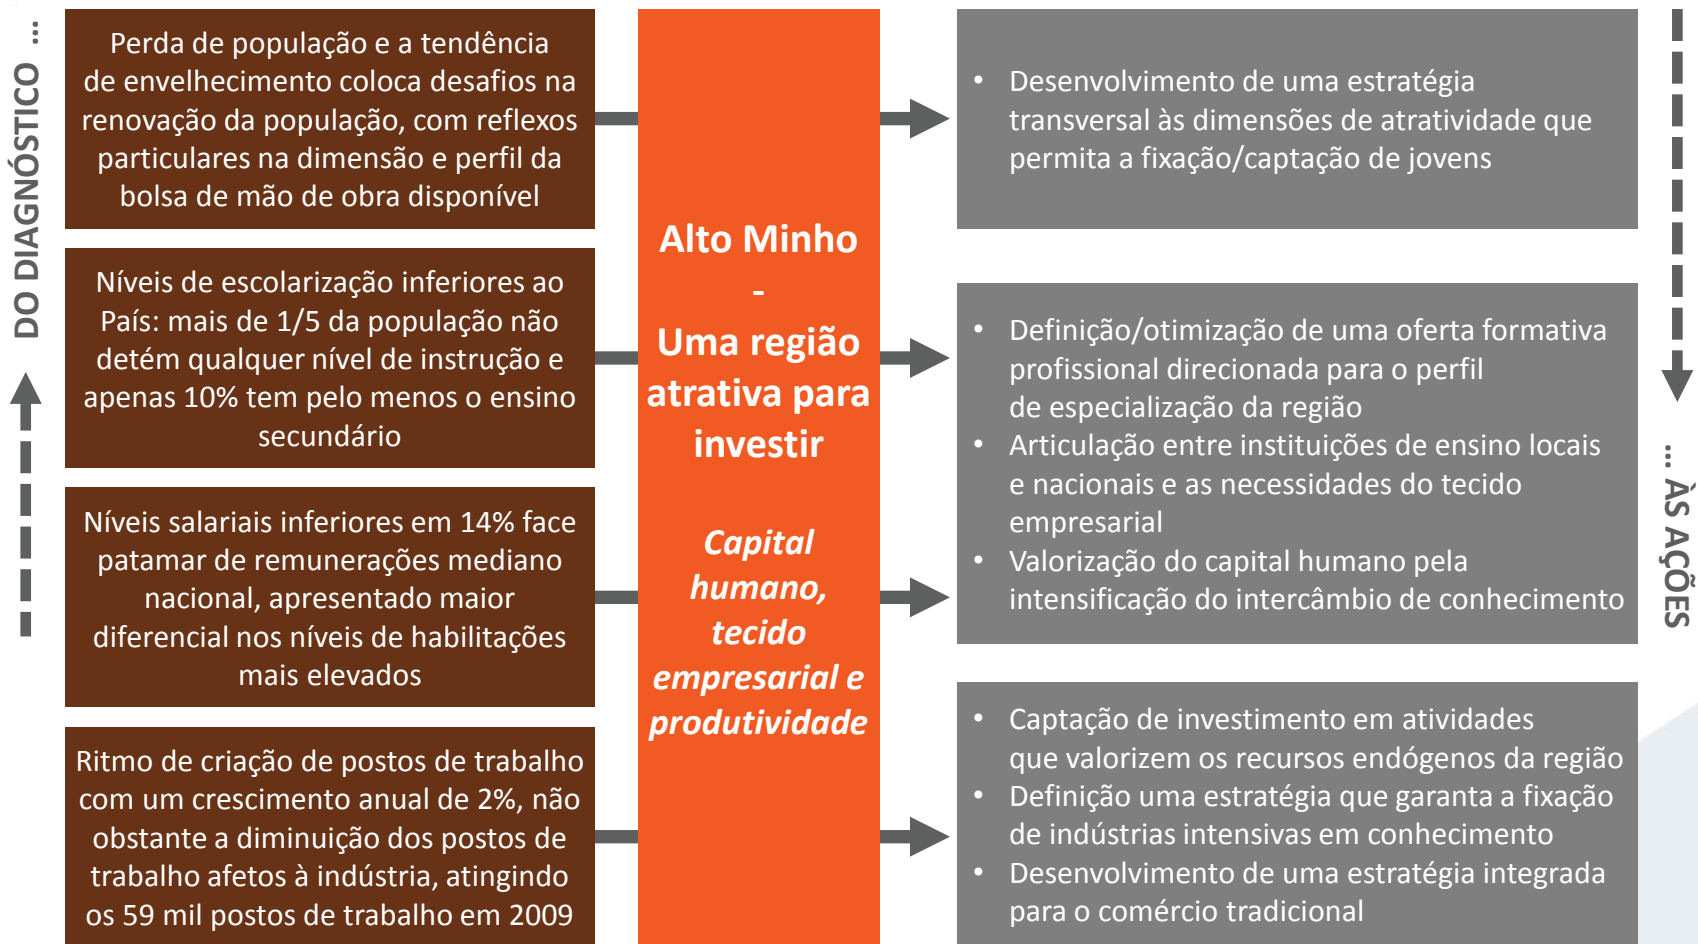 DO DIAGNÓSTICO ...
Perda de população e a tendência
de envelhecimento coloca desafios na
renovação da população, com reflexos
particulares na dimensão e perfil da
bolsa de mão de obra disponível
Níveis de escolarização inferiores ao
País: mais de 1/5 da população não
detém qualquer nível de instrução e
apenas 10% tem pelo menos o ensino
secundário
Níveis salariais inferiores em 14% face
patamar de remunerações mediano
nacional, apresentado maior
diferencial nos níveis de habilitações
mais elevados
Ritmo de criação de postos de trabalho
com um crescimento anual de 2%, não
obstante a diminuição dos postos de
trabalho afetos à indústria, atingindo
os 59 mil postos de trabalho em 2009
Alto Minho
-
Uma região
atrativa para
investir
Capital
humano,
tecido
empresarial e
produtividade
• Desenvolvimento de uma estratégia
transversal às dimensões de atratividade que
permita a fixação/captação de jovens
• Definição/otimização de uma oferta formativa
profissional direcionada para o perfil
de especialização da região
• Articulação entre instituições de ensino locais
e nacionais e as necessidades do tecido
empresarial
• Valorização do capital humano pela
intensificação do intercâmbio de conhecimento
• Captação de investimento em atividades
que valorizem os recursos endógenos da região
• Definição uma estratégia que garanta a fixação
de indústrias intensivas em conhecimento
• Desenvolvimento de uma estratégia integrada
para o comércio tradicional
... ÀS AÇÕES